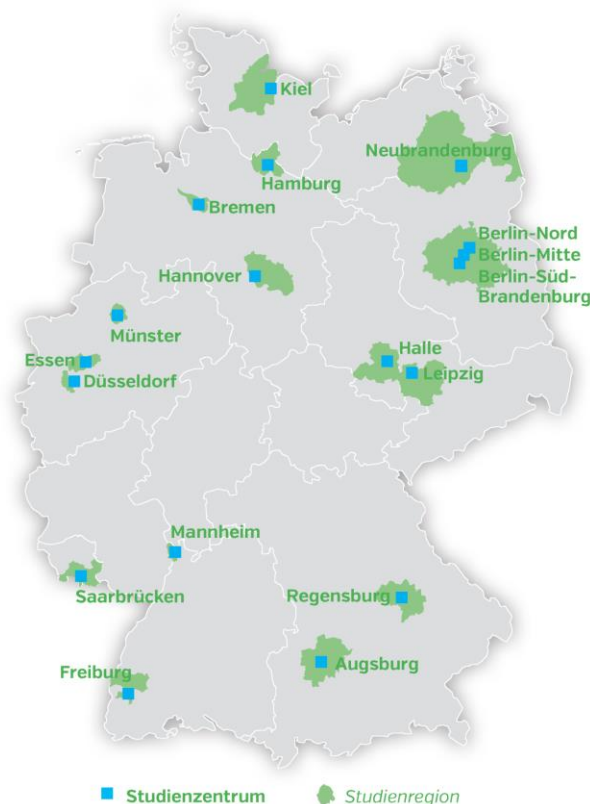 Kiel
Neubrandenburg
Hamburg
Bremen
Berlin-Nord
Berlin-Mitte
Berlin-Süd-
Brandenburg
Hannover
Münster
Halle
Essen
Leipzig
Düsseldorf
Mannheim
Saarbrücken
Regensburg
Augsburg
Freiburg
Studienzentrum
Studienregion